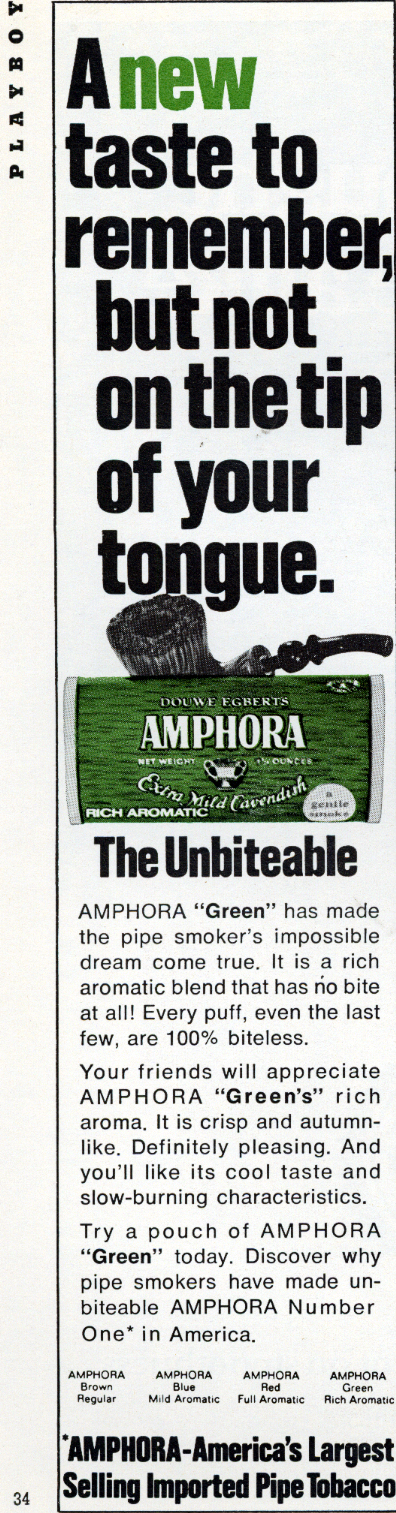 PLAYBOY
A new
taste to
remember,
but not
on the tip
of your
tongue.
DOUWE EGBERTS
AMPHORA
NET WEIGHT 1¾ OUNCES
Extra Mild Cavendish
RICH AROMATIC
a
gentle
smoke
The Unbiteable
AMPHORA “Green” has made
the pipe smoker's impossible
dream come true. It is a rich
aromatic blend that has no bite
at all! Every puff, even the last
few, are 100% biteless.
Your friends will appreciate
AMPHORA “Green's” rich
aroma. It is crisp and autumn-
like. Definitely pleasing. And
you'll like its cool taste and
slow-burning characteristics.
Try a pouch of AMPHORA
“Green” today. Discover why
pipe smokers have made un-
biteable AMPHORA Number
One* in America.
AMPHORA AMPHORA AMPHORA AMPHORA
Brown Blue Red Green
Regular Mild Aromatic Full Aromatic Rich Aromatic
*AMPHORA-America's Largest
Selling Imported Pipe Tobacco
34